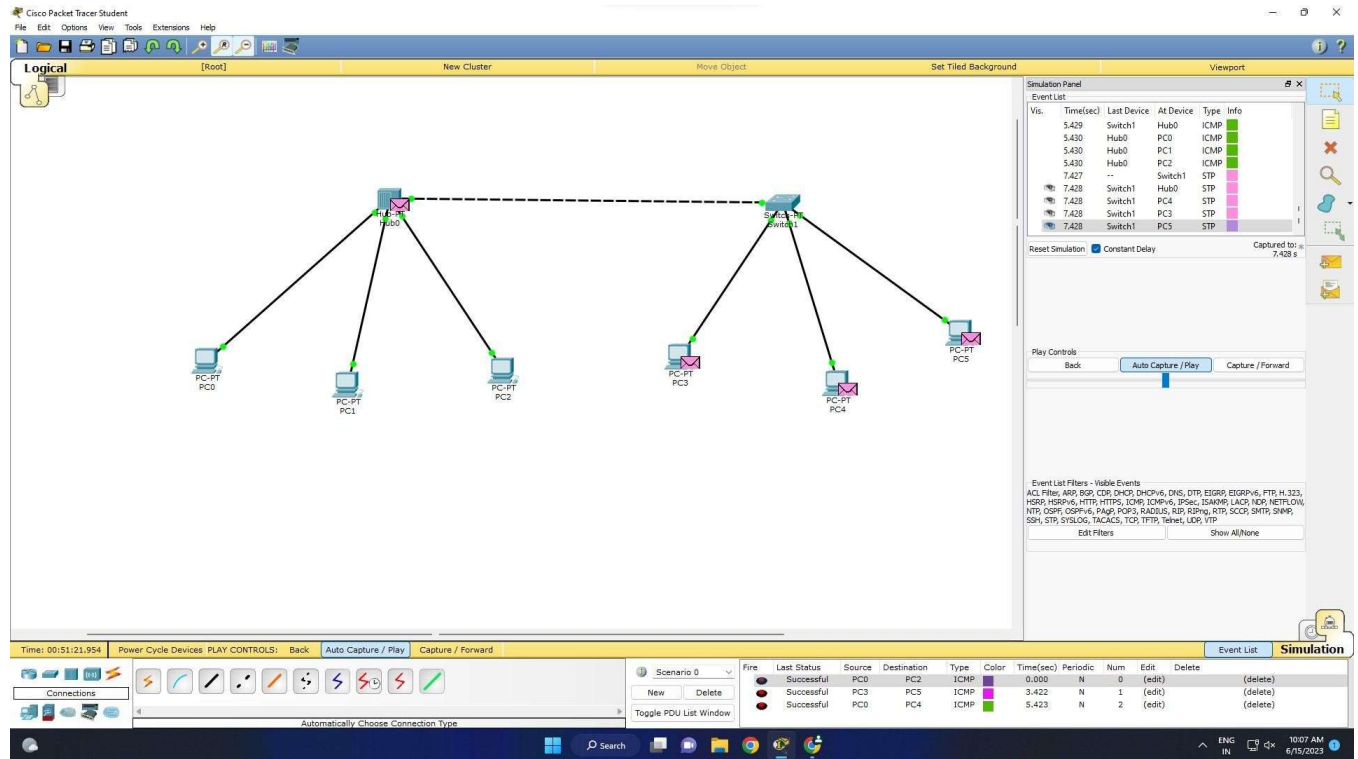 Cisco Packet Tracer Student
File Edit Options View Tools Extensions Help
Logical [Root] New Cluster Move Object Set Tiled Background Viewport
Simulation Panel
Event List
Vis. Time(sec) Last Device At Device Type Info
5.429 Switch1 Hub0 ICMP
5.430 Hub0 PC0 ICMP
5.430 Hub0 PC1 ICMP
5.430 Hub0 PC2 ICMP
7.427 -- Switch1 STP
7.428 Switch1 Hub0 STP
7.428 Switch1 PC4 STP
7.428 Switch1 PC3 STP
7.428 Switch1 PC5 STP
Reset Simulation Constant Delay Captured to: *
7.428 s
Hub-PT
Hub0
Switch-PT
Switch1
PC-PT
PC0
PC-PT
PC1
PC-PT
PC2
PC-PT
PC3
PC-PT
PC4
PC-PT
PC5
Play Controls
Back Auto Capture / Play Capture / Forward
Event List Filters - Visible Events
ACL Filter, ARP, BGP, CDP, DHCP, DHCPv6, DNS, DTP, EIGRP, EIGRPv6, FTP, H.323,
HSRP, HSRPv6, HTTP, HTTPS, ICMP, ICMPv6, IPSec, ISAKMP, LACP, NDP, NETFLOW,
NTP, OSPF, OSPFv6, PAgP, POP3, RADIUS, RIP, RIPng, RTP, SCCP, SMTP, SNMP,
SSH, STP, SYSLOG, TACACS, TCP, TFTP, Telnet, UDP, VTP
Edit Filters Show All/None
Time: 00:51:21.954 Power Cycle Devices PLAY CONTROLS: Back Auto Capture / Play Capture / Forward Event List Simulation
Connections
Automatically Choose Connection Type
Scenario 0
New Delete
Toggle PDU List Window
Fire Last Status Source Destination Type Color Time(sec) Periodic Num Edit Delete
Successful PC0 PC2 ICMP 0.000 N 0 (edit) (delete)
Successful PC3 PC5 ICMP 3.422 N 1 (edit) (delete)
Successful PC0 PC4 ICMP 5.423 N 2 (edit) (delete)
Search
ENG
IN
10:07 AM
6/15/2023